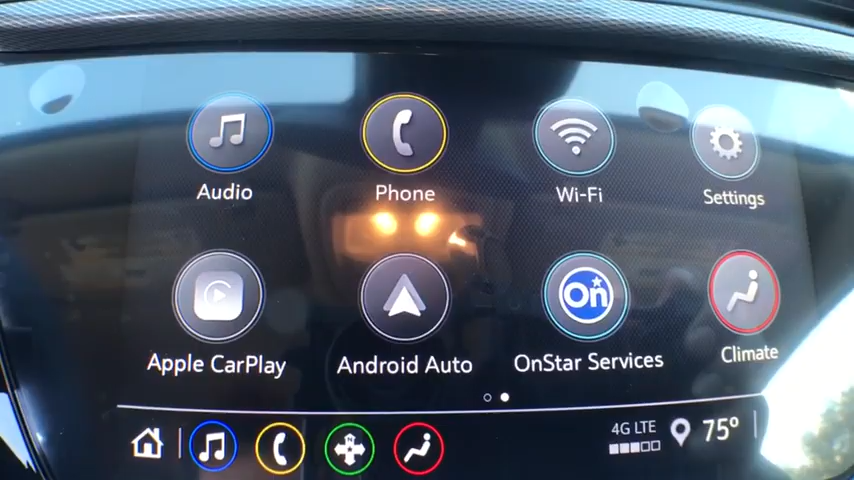 Audio
Phone
Wi-Fi
Settings
On
Apple CarPlay
Android Auto
OnStar Services
Climate
N
4G LTE
75°